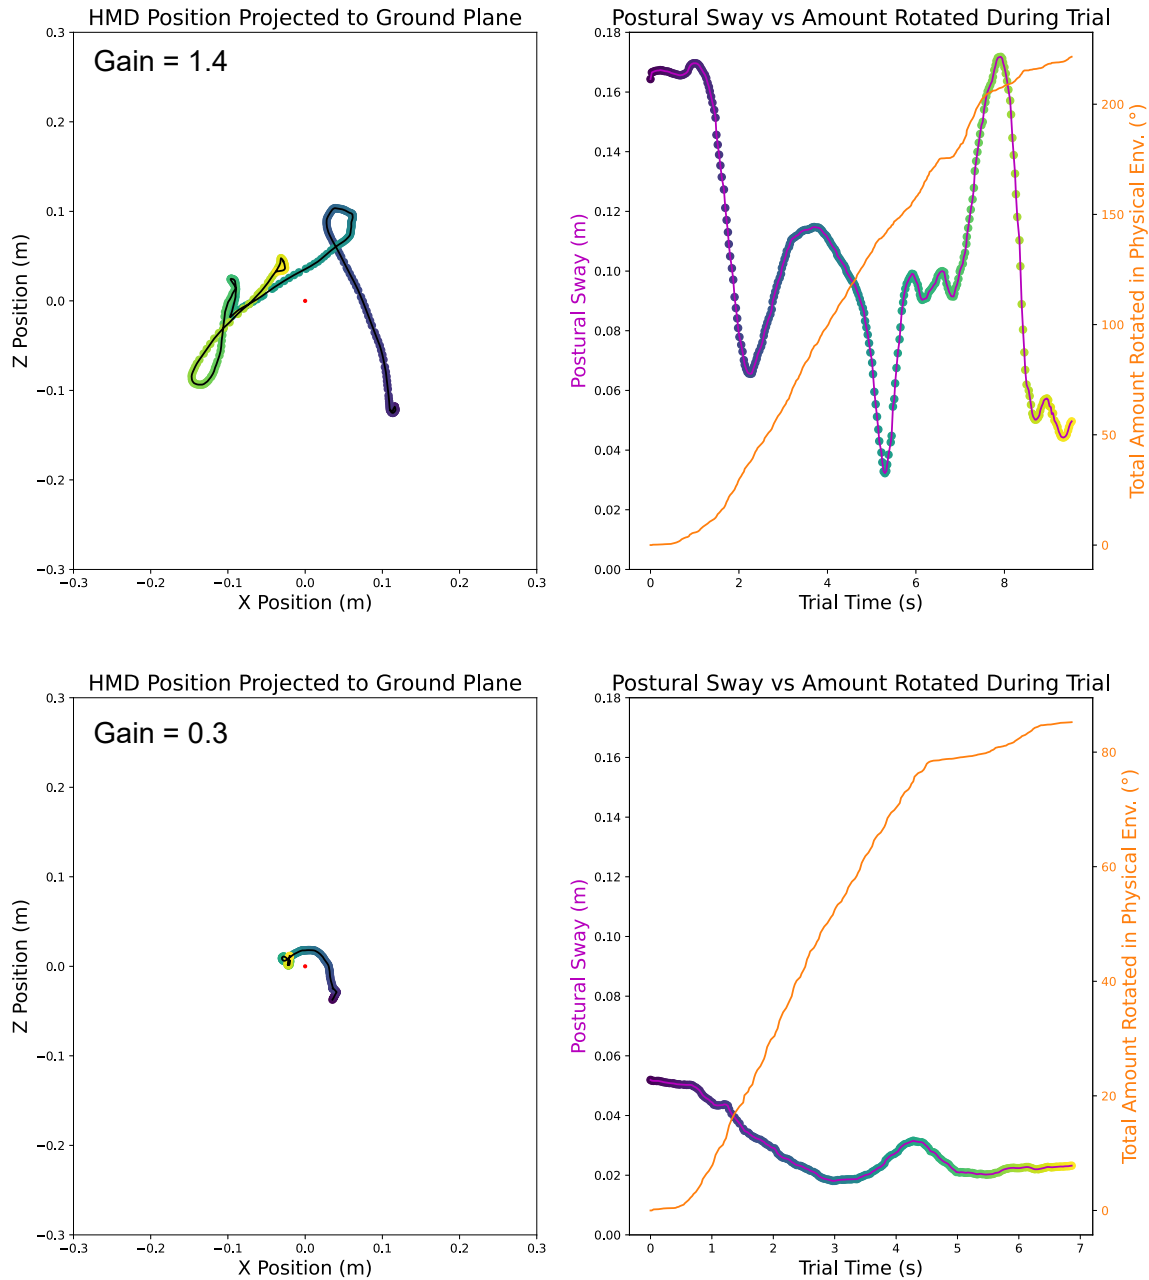 HMD Position Projected to Ground Plane
Gain = 1.4
0.3
0.2
0.1
0.0
−0.1
−0.2
−0.3
Z Position (m)
−0.3 −0.2 −0.1 0.0 0.1 0.2 0.3
X Position (m)
Postural Sway vs Amount Rotated During Trial
0.18
0.16
0.14
0.12
0.10
0.08
0.06
0.04
0.02
0.00
Postural Sway (m)
0 2 4 6 8
Trial Time (s)
200
150
100
50
0
Total Amount Rotated in Physical Env. (°)
HMD Position Projected to Ground Plane
Gain = 0.3
0.3
0.2
0.1
0.0
−0.1
−0.2
−0.3
Z Position (m)
−0.3 −0.2 −0.1 0.0 0.1 0.2 0.3
X Position (m)
Postural Sway vs Amount Rotated During Trial
0.18
0.16
0.14
0.12
0.10
0.08
0.06
0.04
0.02
0.00
Postural Sway (m)
0 1 2 3 4 5 6 7
Trial Time (s)
80
60
40
20
0
Total Amount Rotated in Physical Env. (°)